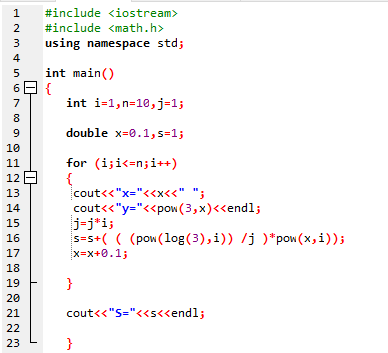 1 #include <iostream>
2 #include <math.h>
3 using namespace std;
4
5 int main()
6 {
7 int i=1,n=10,j=1;
8
9 double x=0.1,s=1;
10
11 for (i;i<=n;i++)
12 {
13 cout<<"x="<<x<<" ";
14 cout<<"y="<<pow(3,x)<<endl;
15 j=j*i;
16 s=s+( ( (pow(log(3),i)) /j )*pow(x,i));
17 x=x+0.1;
18
19 }
20
21 cout<<"S="<<s<<endl;
22
23 }